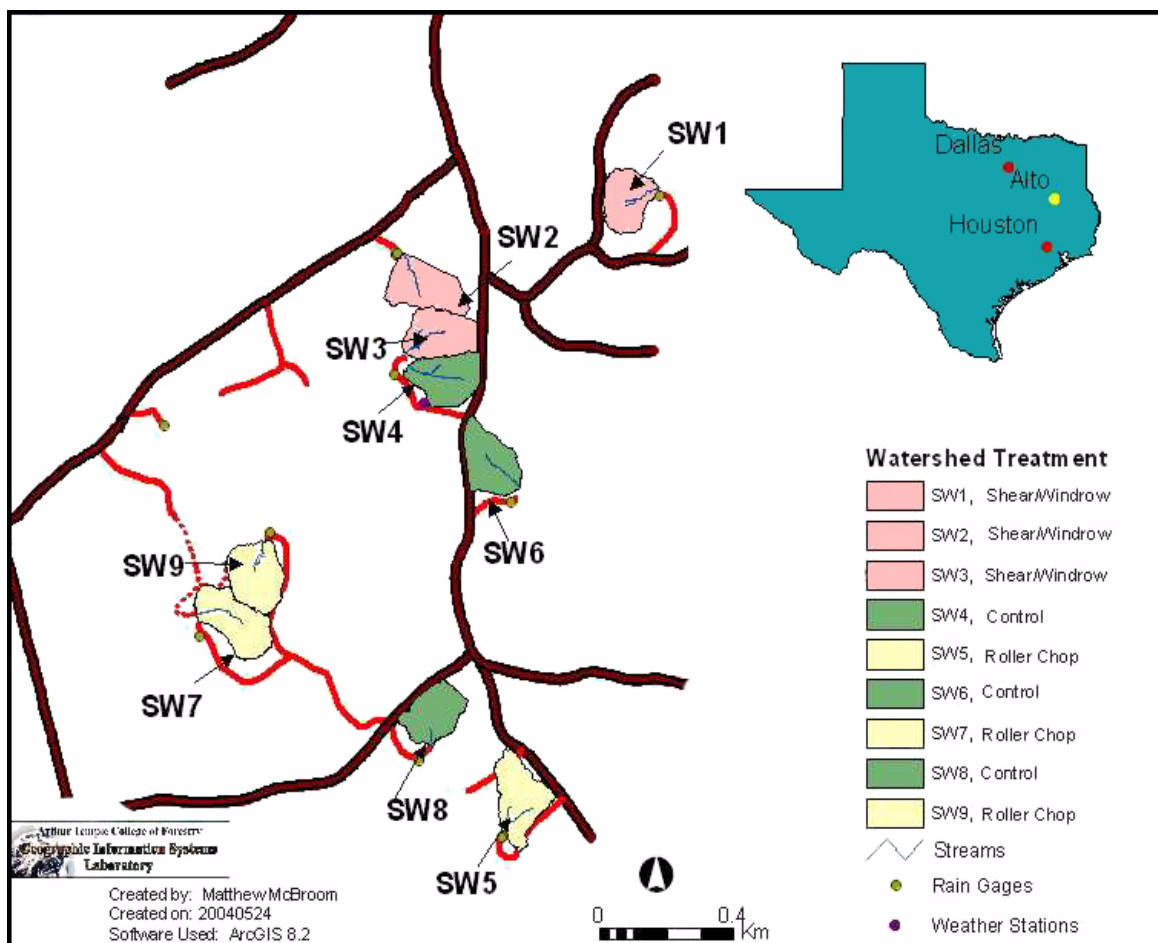 SW1
SW2
SW3
SW4
SW6
SW9
SW7
SW8
SW5
Dallas
Alto
Houston
Watershed Treatment
SW1, Shear/Windrow
SW2, Shear/Windrow
SW3, Shear/Windrow
SW4, Control
SW5, Roller Chop
SW6, Control
SW7, Roller Chop
SW8, Control
SW9, Roller Chop
Streams
Rain Gages
Weather Stations
Arthur Temple College of Forestry
Geographic Information Systems
Laboratory
Created by: Matthew McBroom
Created on: 20040524
Software Used: ArcGIS 8.2
0 0.4
Km